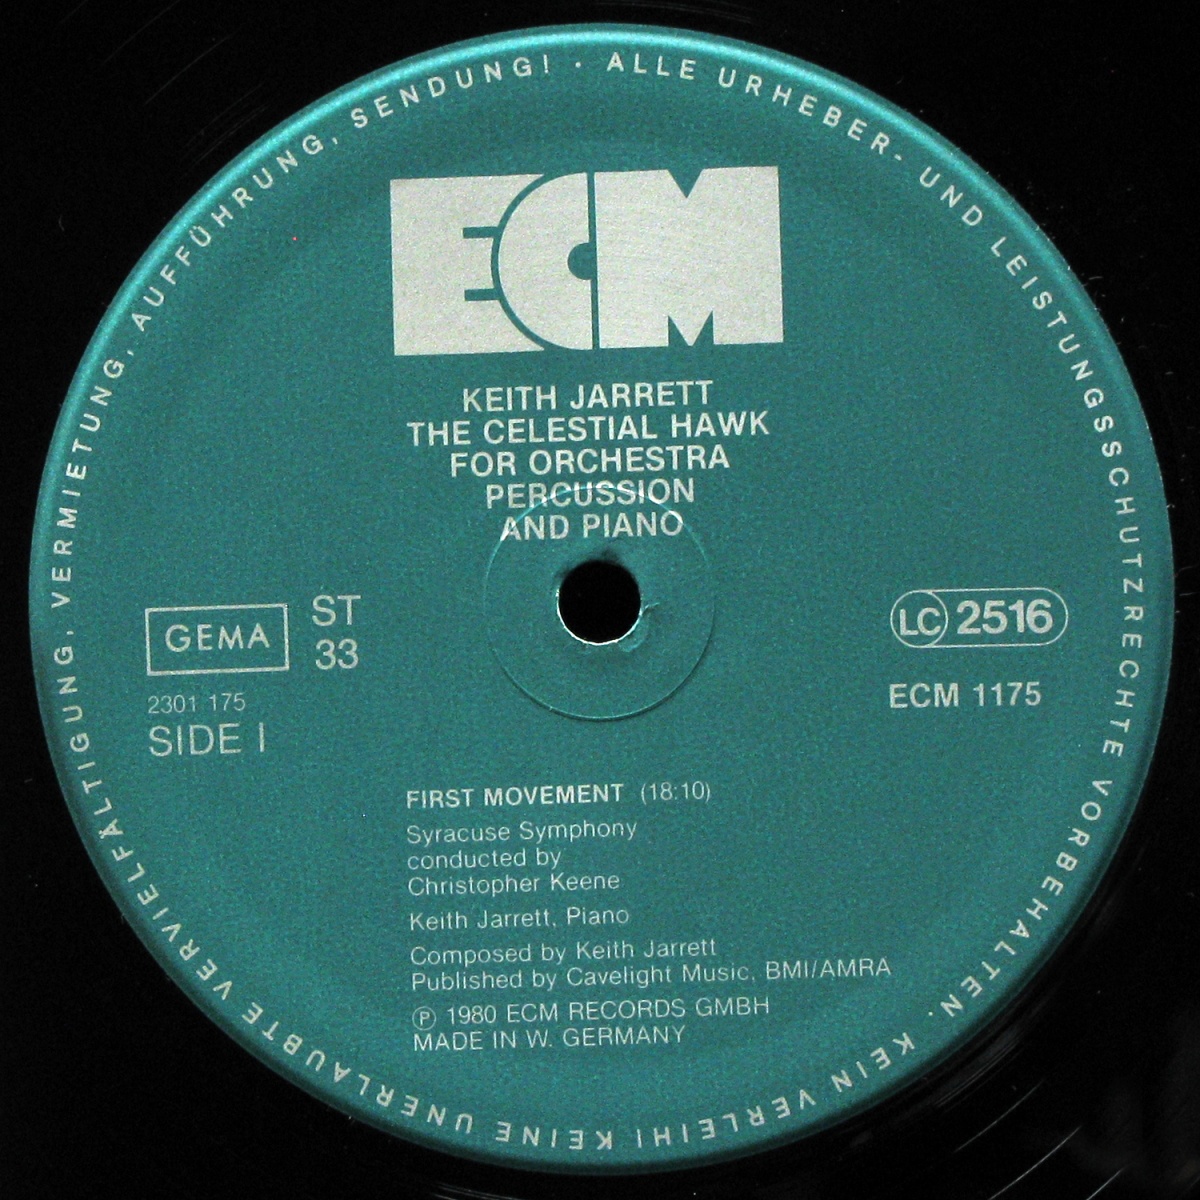 ALLE URHEBER- UND LEISTUNGSSCHUTZRECHTE VORBEHALTEN · KEIN VERLEIH! KEINE UNERLAUBTE VERVIELFÄLTIGUNG, VERMIETUNG, AUFFÜHRUNG, SENDUNG! ·
ECM
KEITH JARRETT
THE CELESTIAL HAWK
FOR ORCHESTRA
PERCUSSION
AND PIANO
GEMA
ST
33
LC 2516
2301 175
SIDE I
ECM 1175
FIRST MOVEMENT (18:10)
Syracuse Symphony
conducted by
Christopher Keene
Keith Jarrett, Piano
Composed by Keith Jarrett
Published by Cavelight Music, BMI/AMRA
Ⓟ 1980 ECM RECORDS GMBH
MADE IN W. GERMANY